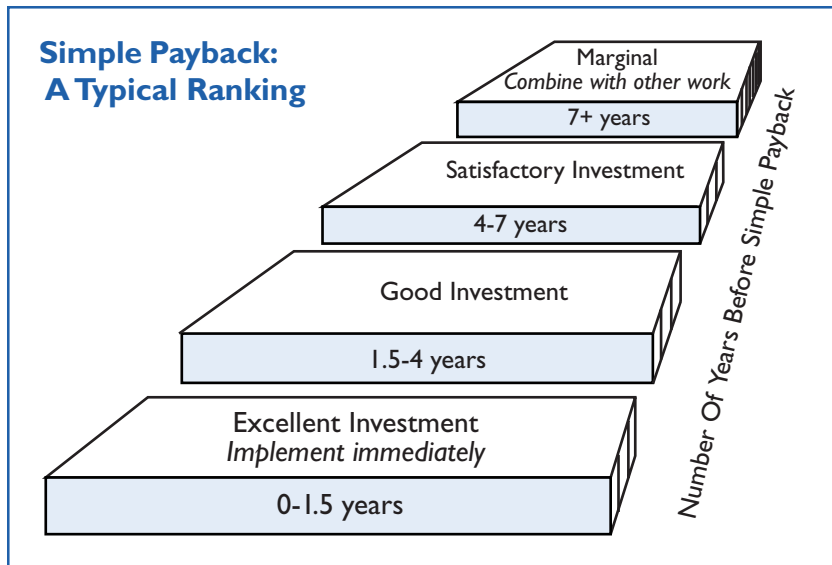 Simple Payback:
A Typical Ranking
Marginal
Combine with other work
7+ years
Satisfactory Investment
4-7 years
Good Investment
1.5-4 years
Excellent Investment
Implement immediately
0-1.5 years
Number Of Years Before Simple Payback